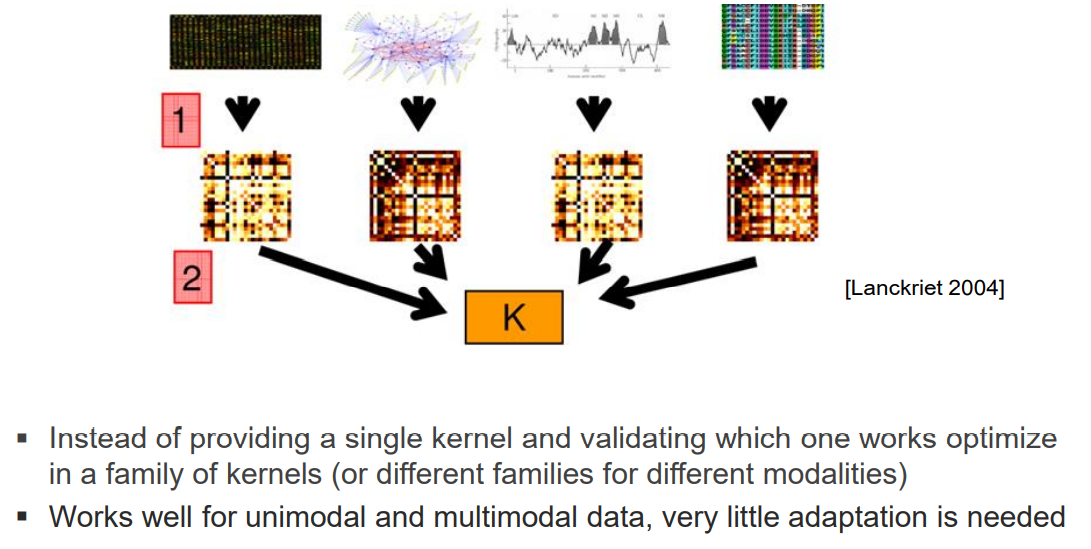 1
2
K
[Lanckriet 2004]
▪ Instead of providing a single kernel and validating which one works optimize
in a family of kernels (or different families for different modalities)
▪ Works well for unimodal and multimodal data, very little adaptation is needed